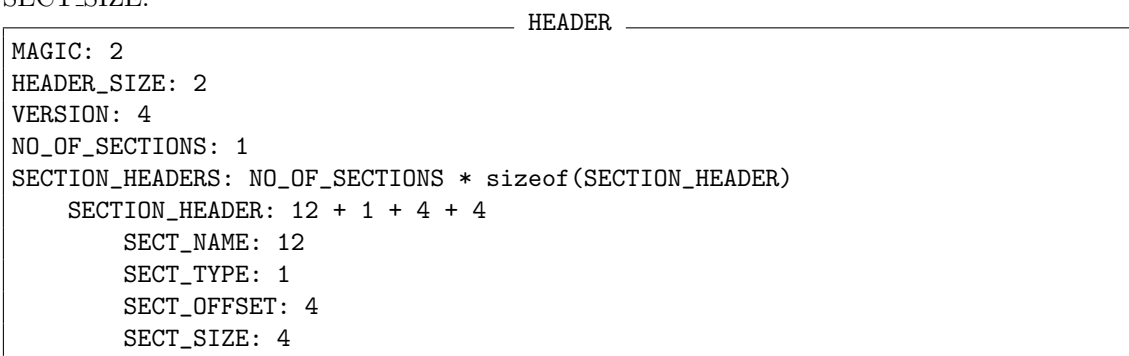 SECT_SIZE.
HEADER
MAGIC: 2
HEADER_SIZE: 2
VERSION: 4
NO_OF_SECTIONS: 1
SECTION_HEADERS: NO_OF_SECTIONS * sizeof(SECTION_HEADER)
SECTION_HEADER: 12 + 1 + 4 + 4
SECT_NAME: 12
SECT_TYPE: 1
SECT_OFFSET: 4
SECT_SIZE: 4